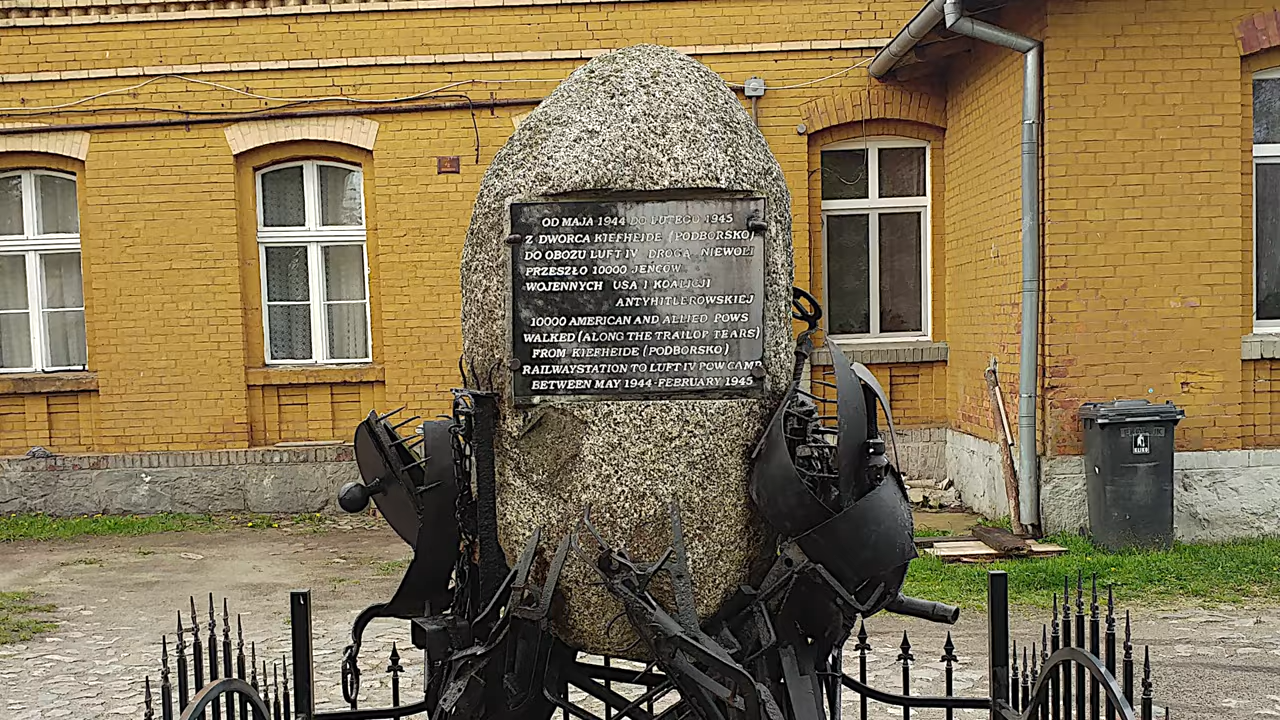 OD MAJA 1944 DO LUTEGO 1945
Z DWORCA KIEFHEIDE (PODBORSKO)
DO OBOZU LUFT IV DROGĄ NIEWOLI
PRZESZŁO 10000 JEŃCÓW
WOJENNYCH USA I KOALICJI
ANTYHITLEROWSKIEJ
10000 AMERICAN AND ALLIED POWS
WALKED (ALONG THE TRAIL OF TEARS)
FROM KIEFHEIDE (PODBORSKO)
RAILWAYSTATION TO LUFT IV POW CAMP
BETWEEN MAY 1944-FEBRUARY 1945